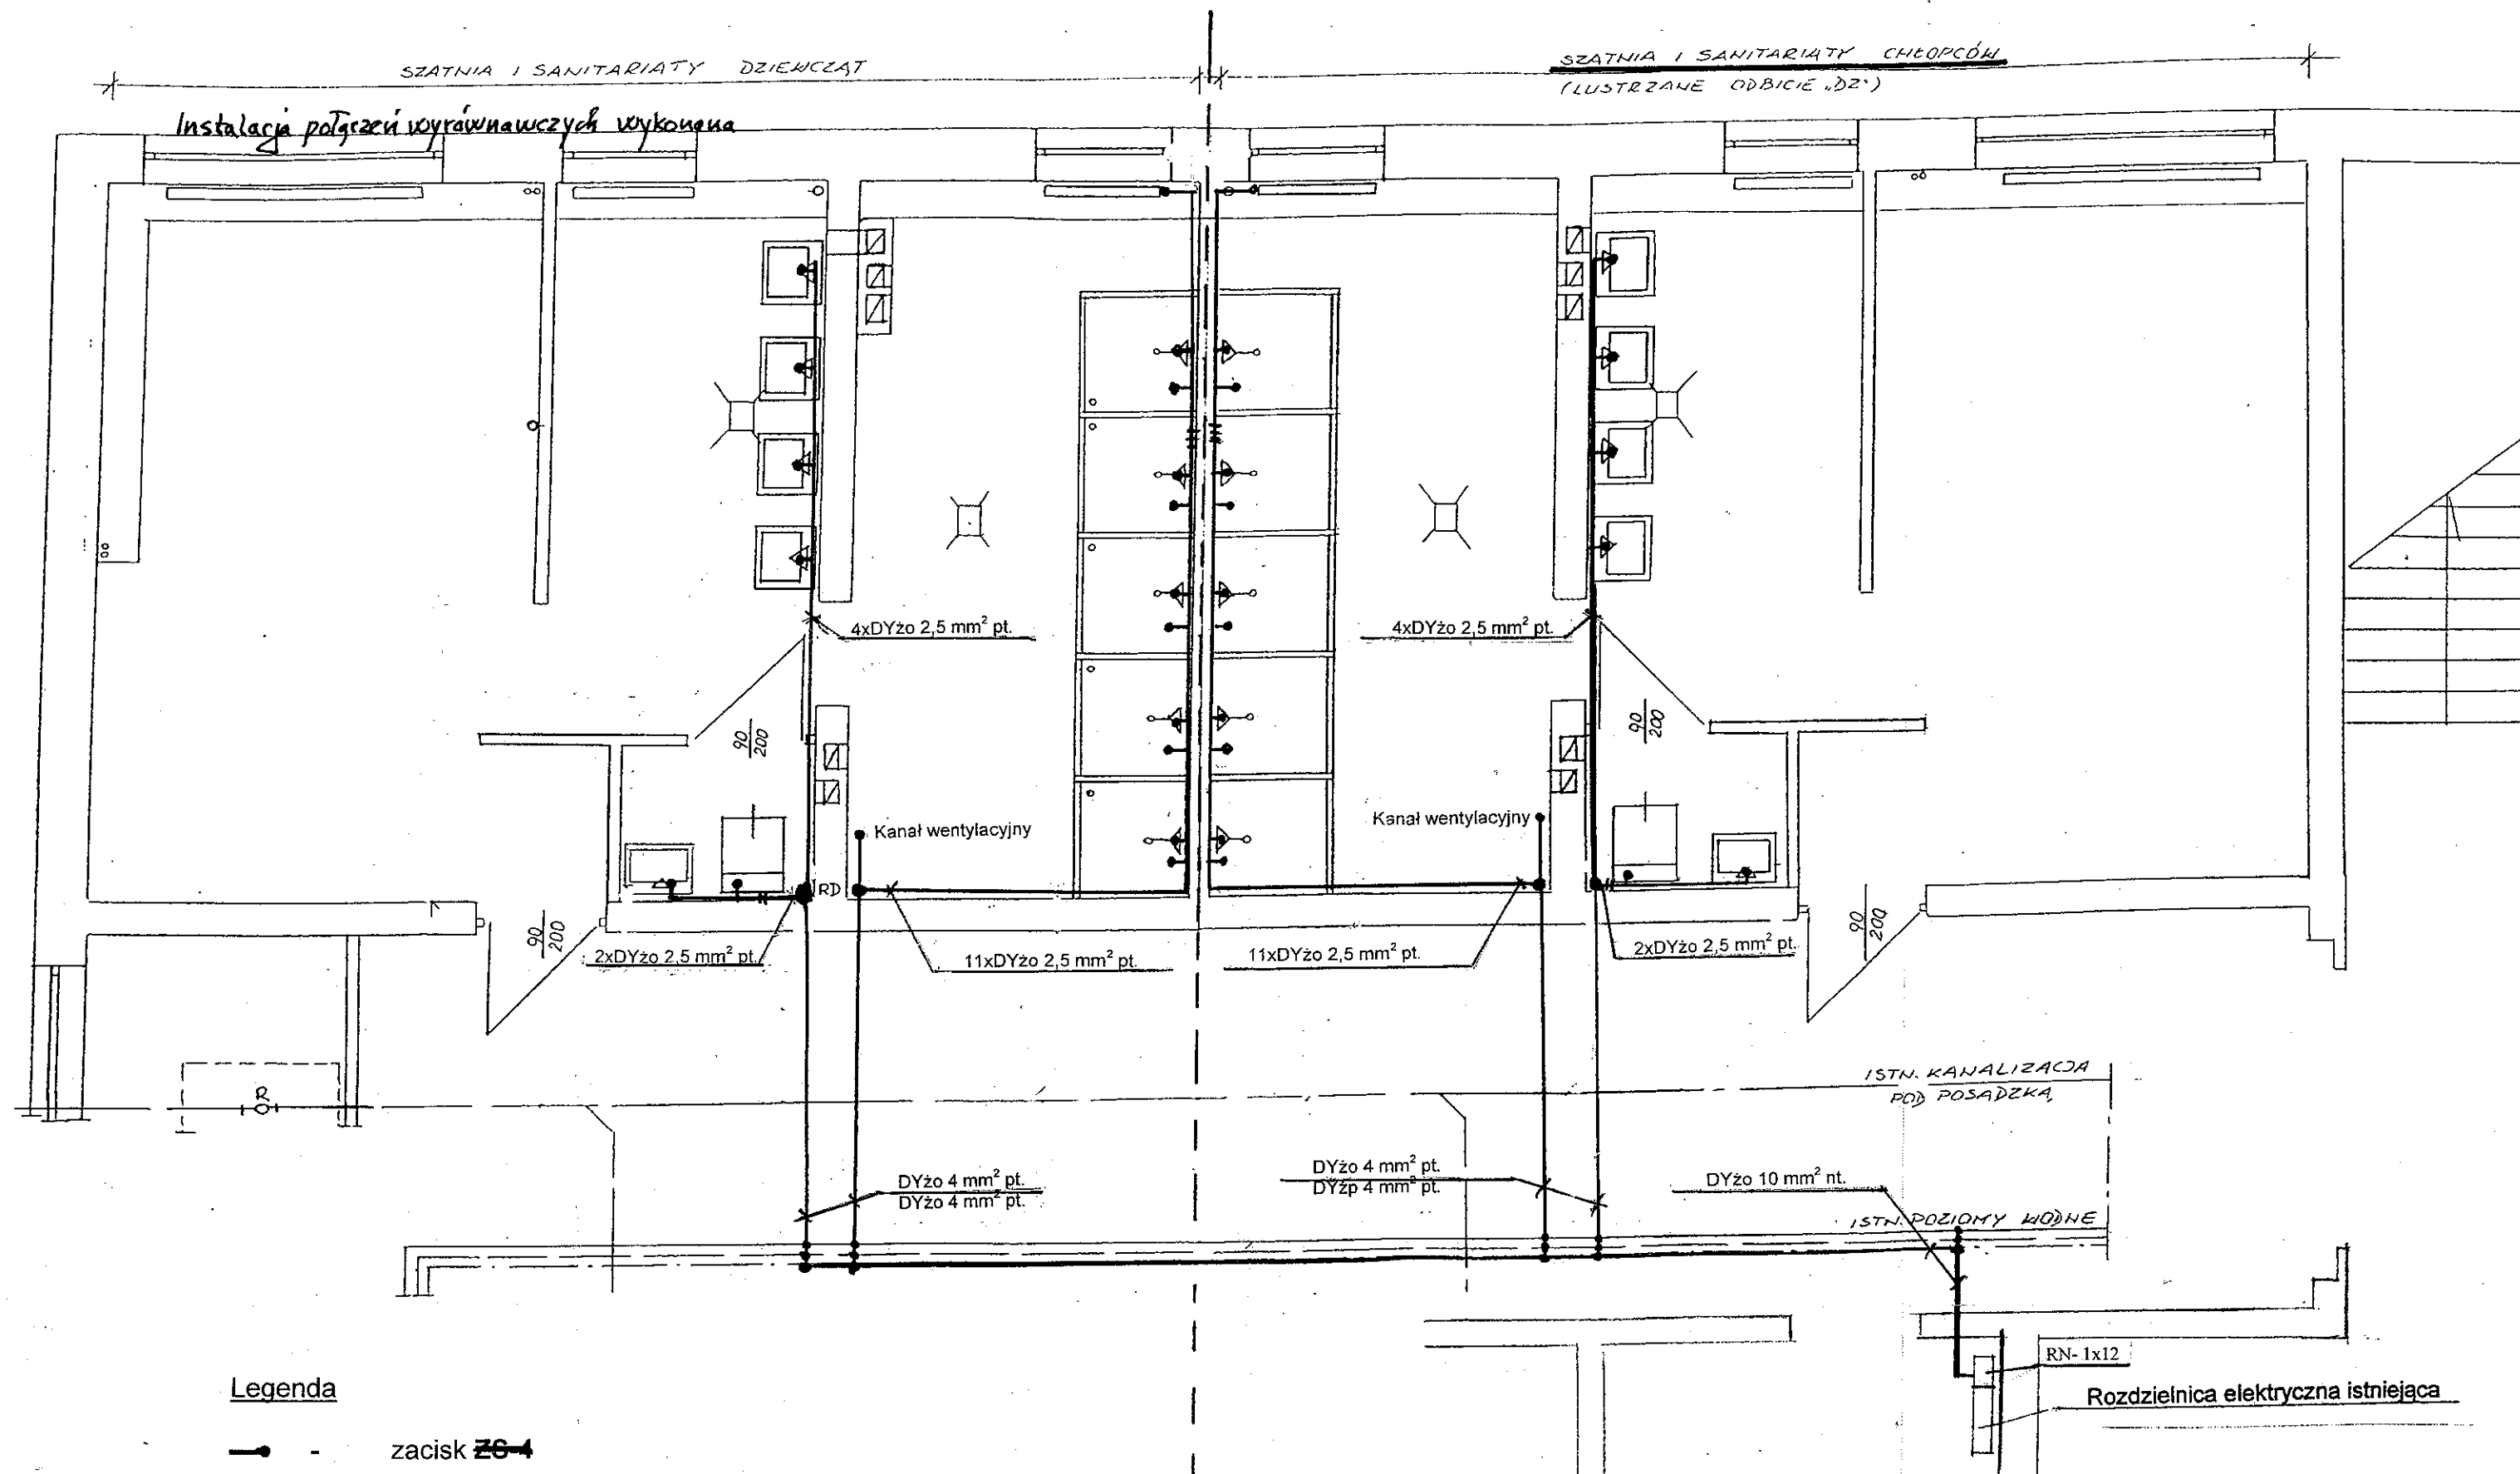 SZATNIA I SANITARIATY DZIEWCZĄT
SZATNIA I SANITARIATY CHŁOPCÓW
(LUSTRZANE ODBICIE „DZ")
Instalacja połączeń wyrównawczych wykonana
4xDYżo 2,5 mm² pt.
4xDYżo 2,5 mm² pt.
90
200
90
200
Kanał wentylacyjny
Kanał wentylacyjny
RD
90
200
90
200
2xDYżo 2,5 mm² pt.
11xDYżo 2,5 mm² pt.
11xDYżo 2,5 mm² pt.
2xDYżo 2,5 mm² pt.
R
ISTN. KANALIZACJA
POD POSADZKĄ
DYżo 4 mm² pt.
DYżo 4 mm² pt.
DYżo 4 mm² pt.
DYżp 4 mm² pt.
DYżo 10 mm² nt.
ISTN. POZIOMY WODNE
RN- 1x12
Rozdzielnica elektryczna istniejąca
Legenda
- zacisk ZS-4